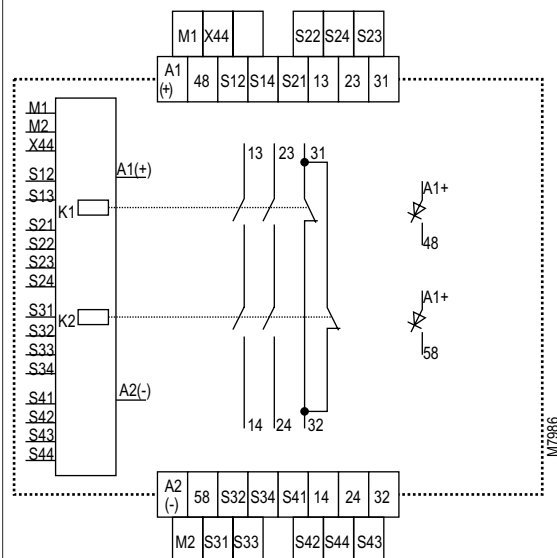 M1 X44 S22 S24 S23
A1 (+) 48 S12 S14 S21 13 23 31
M1
M2
X44
S12 A1(+)
S13
K1
S21
S22
S23
S24
S31
K2
S32
S33
S34
S41 A2(-)
S42
S43
S44
13 23 31
14 24 32
A1+
48
A1+
58
M7986
A2 (-) 58 S32 S34 S41 14 24 32
M2 S31 S33 S42 S44 S43